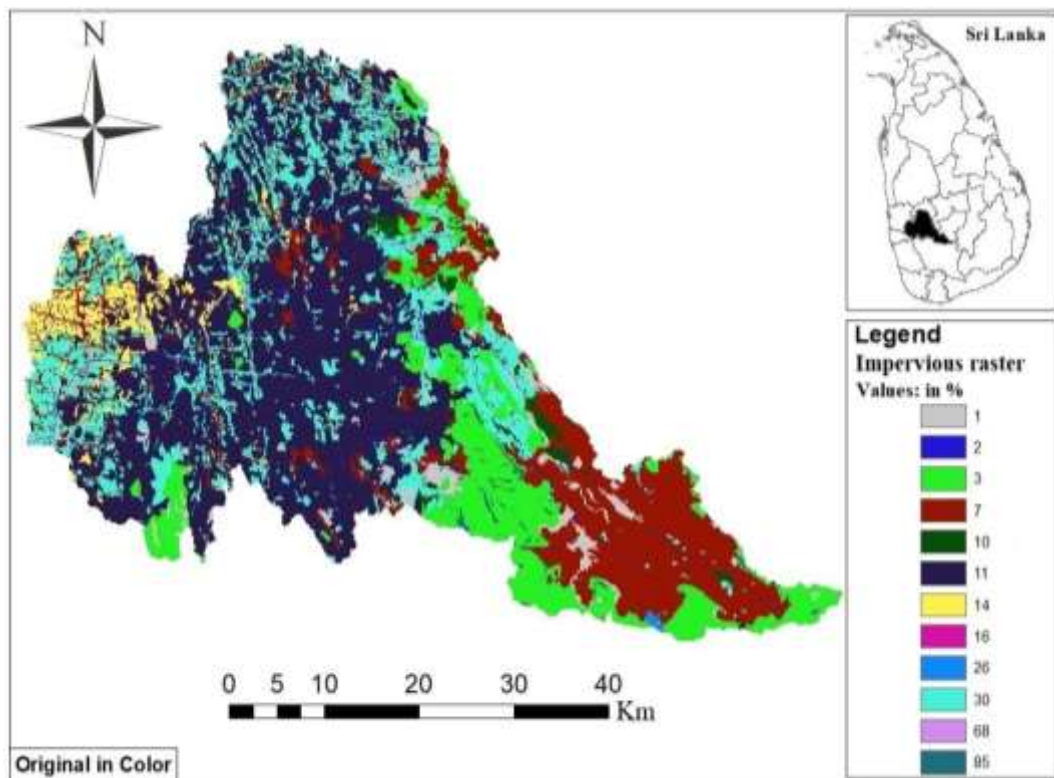 N
Sri Lanka
Legend
Impervious raster
Values: in %
1
2
3
7
10
11
14
16
26
30
68
95
0 5 10 20 30 40
Km
Original in Color